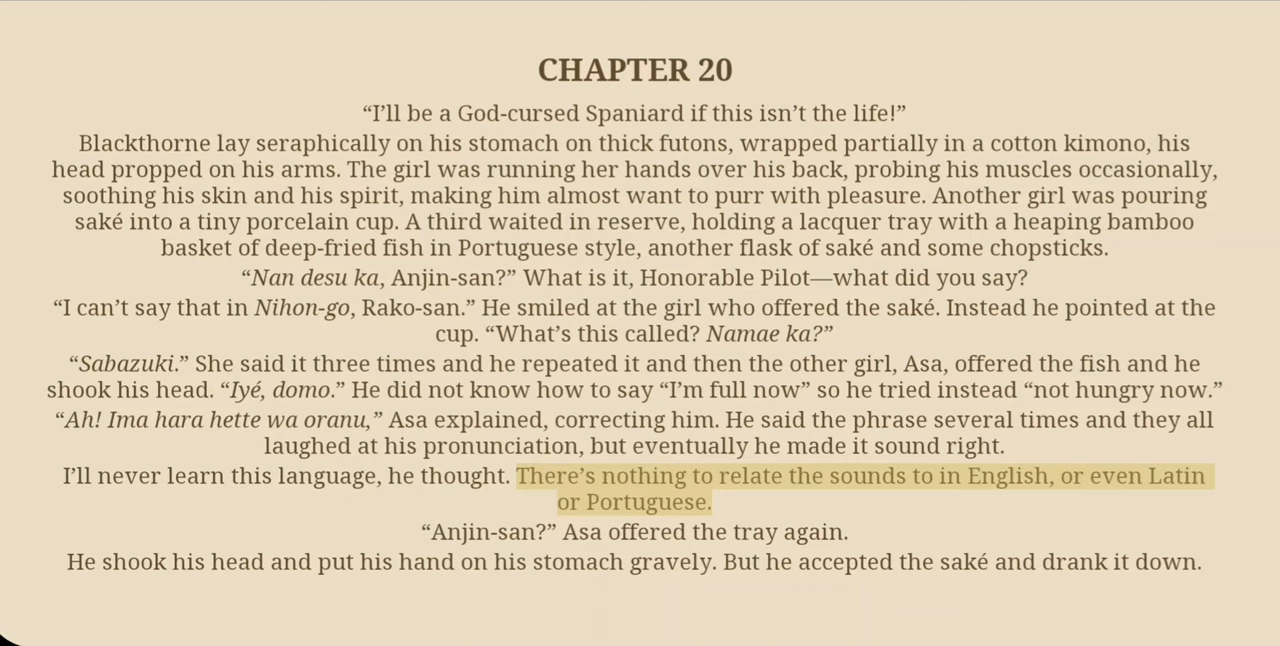 CHAPTER 20
“I’ll be a God-cursed Spaniard if this isn’t the life!”
Blackthorne lay seraphically on his stomach on thick futons, wrapped partially in a cotton kimono, his
head propped on his arms. The girl was running her hands over his back, probing his muscles occasionally,
soothing his skin and his spirit, making him almost want to purr with pleasure. Another girl was pouring
saké into a tiny porcelain cup. A third waited in reserve, holding a lacquer tray with a heaping bamboo
basket of deep-fried fish in Portuguese style, another flask of saké and some chopsticks.
“Nan desu ka, Anjin-san?” What is it, Honorable Pilot—what did you say?
“I can’t say that in Nihon-go, Rako-san.” He smiled at the girl who offered the saké. Instead he pointed at the
cup. “What’s this called? Namae ka?”
“Sabazuki.” She said it three times and he repeated it and then the other girl, Asa, offered the fish and he
shook his head. “Iyé, domo.” He did not know how to say “I’m full now” so he tried instead “not hungry now.”
“Ah! Ima hara hette wa oranu,” Asa explained, correcting him. He said the phrase several times and they all
laughed at his pronunciation, but eventually he made it sound right.
I’ll never learn this language, he thought. There’s nothing to relate the sounds to in English, or even Latin
or Portuguese.
“Anjin-san?” Asa offered the tray again.
He shook his head and put his hand on his stomach gravely. But he accepted the saké and drank it down.